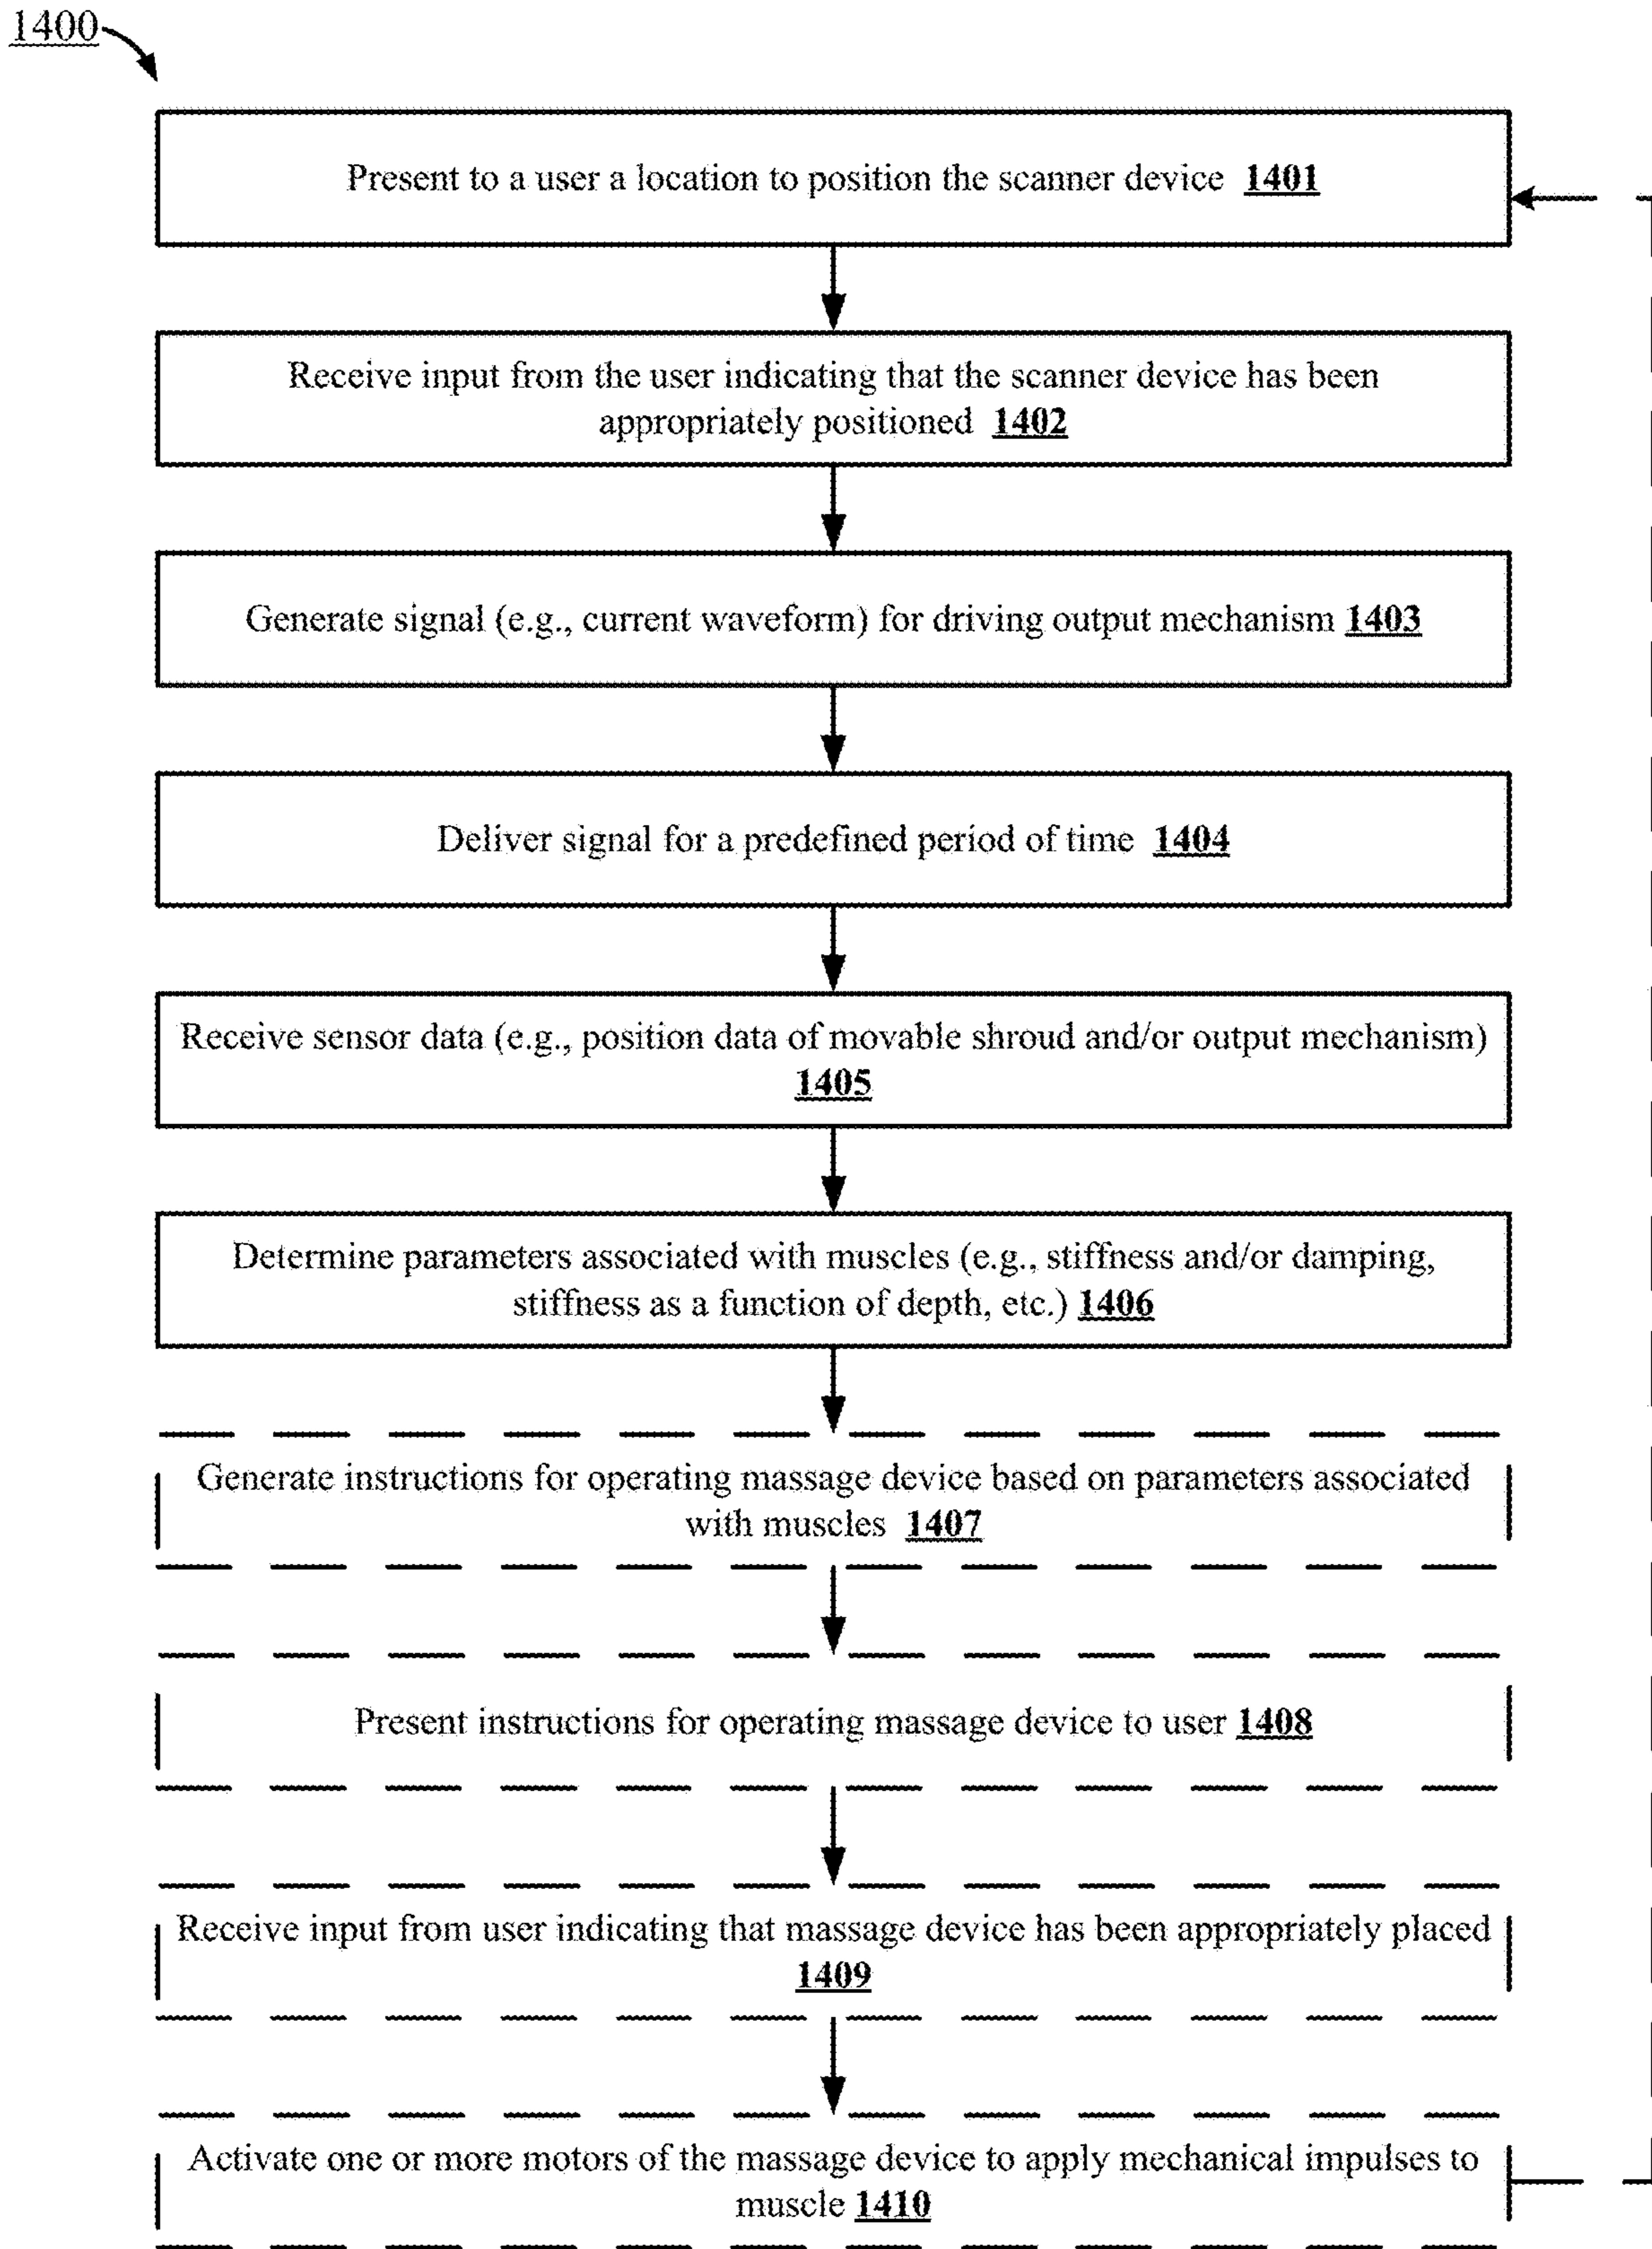 1400
Present to a user a location to position the scanner device 1401
Receive input from the user indicating that the scanner device has been
appropriately positioned 1402
Generate signal (e.g., current waveform) for driving output mechanism 1403
Deliver signal for a predefined period of time 1404
Receive sensor data (e.g., position data of movable shroud and/or output mechanism)
1405
Determine parameters associated with muscles (e.g., stiffness and/or damping,
stiffness as a function of depth, etc.) 1406
Generate instructions for operating massage device based on parameters associated
with muscles 1407
Present instructions for operating massage device to user 1408
Receive input from user indicating that massage device has been appropriately placed
1409
Activate one or more motors of the massage device to apply mechanical impulses to
muscle 1410